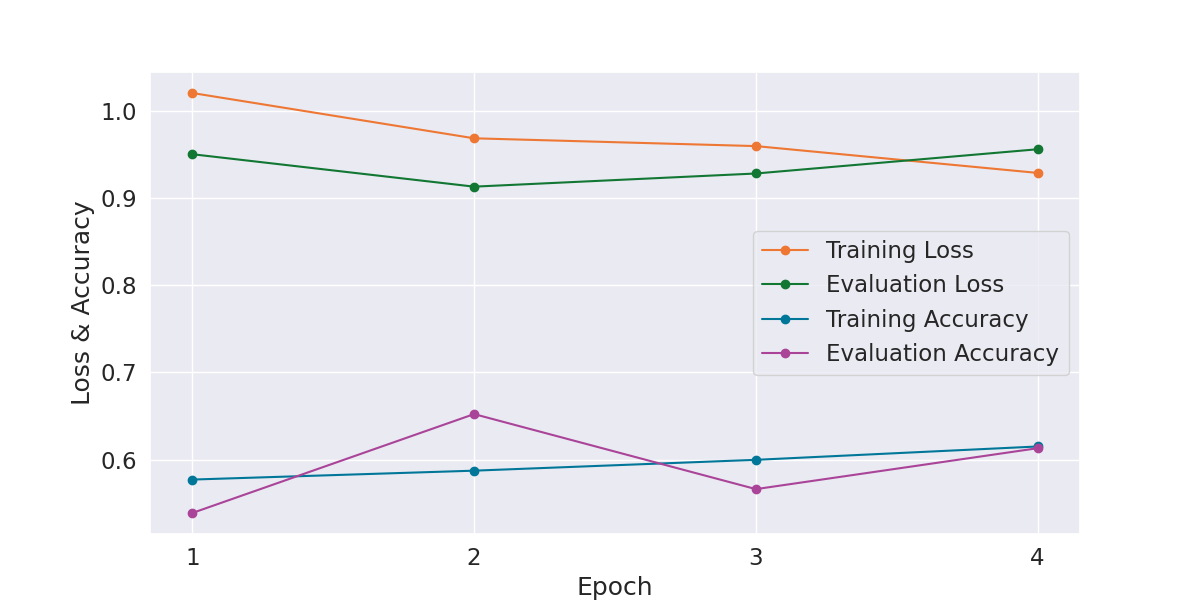 Loss & Accuracy
1.0
0.9
0.8
0.7
0.6
Training Loss
Evaluation Loss
Training Accuracy
Evaluation Accuracy
1 2 3 4
Epoch